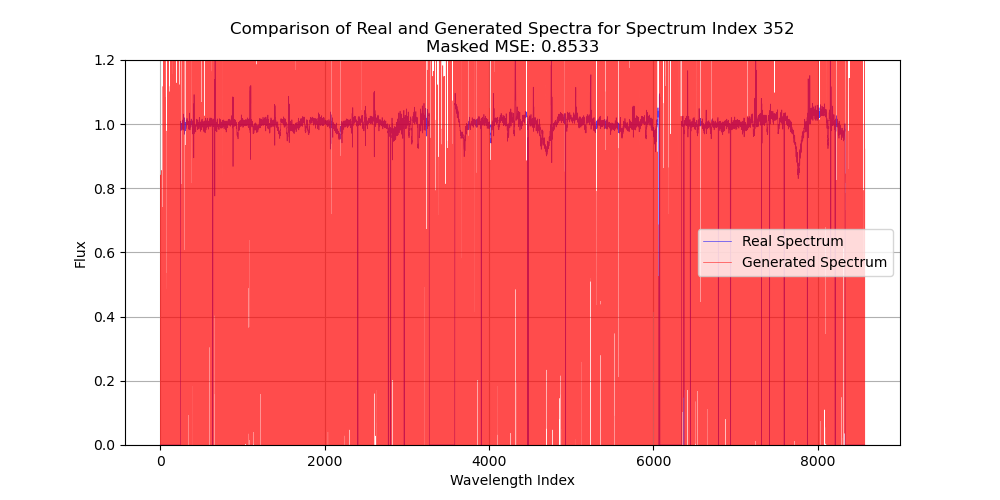 Comparison of Real and Generated Spectra for Spectrum Index 352
Masked MSE: 0.8533
1.2
1.0
0.8
0.6
0.4
0.2
0.0
Flux
Real Spectrum
Generated Spectrum
0 2000 4000 6000 8000
Wavelength Index